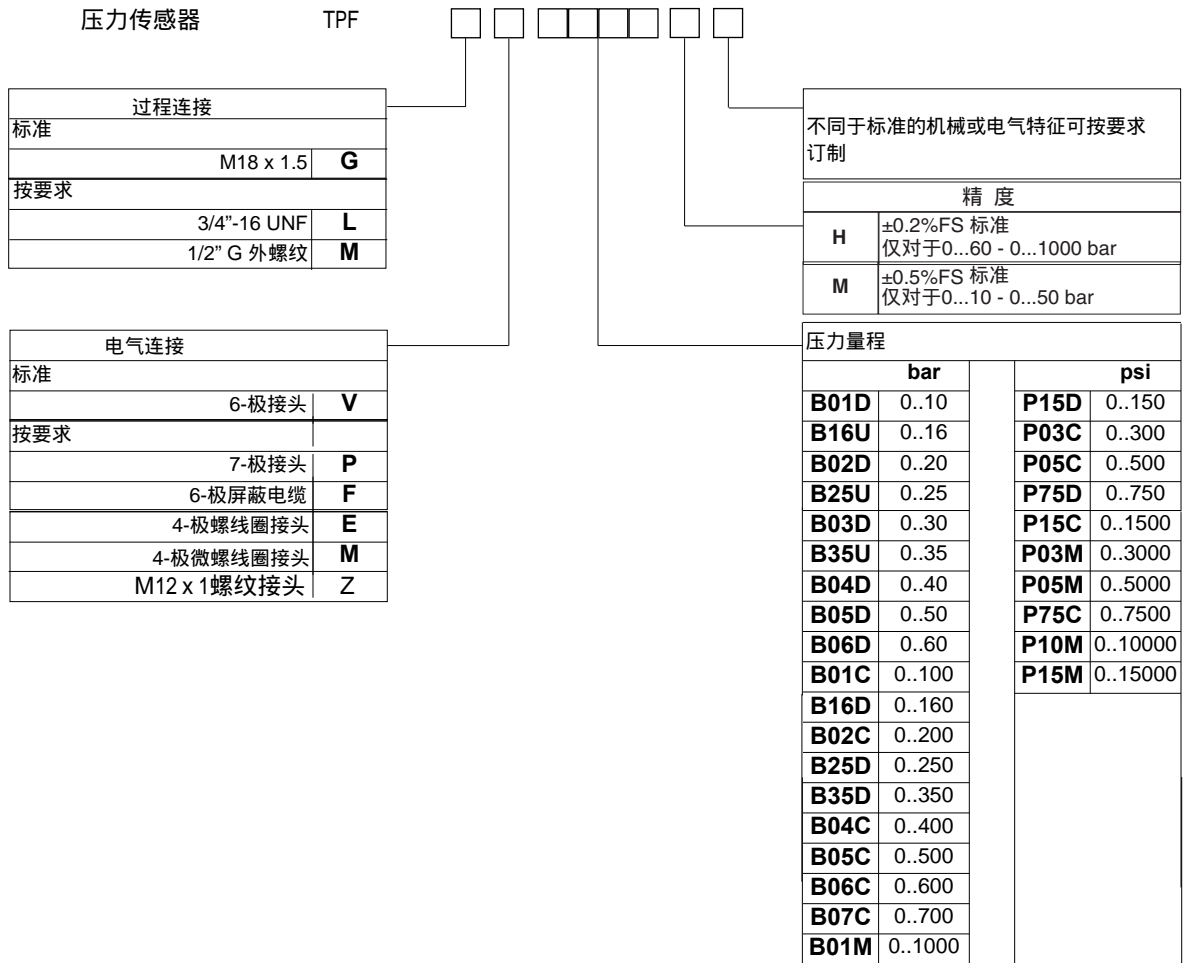 压力传感器 TPF
过程连接
标准
M18 x 1.5 G
按要求
3/4”-16 UNF L
1/2” G 外螺纹 M
电气连接
标准
6-极接头 V
按要求
7-极接头 P
6-极屏蔽电缆 F
4-极螺线圈接头 E
4-极微螺线圈接头 M
M12 x 1螺纹接头 Z
不同于标准的机械或电气特征可按要求
订制
精 度
H ±0.2%FS 标准
仅对于0...60 - 0...1000 bar
M ±0.5%FS 标准
仅对于0...10 - 0...50 bar
压力量程
bar psi
B01D 0..10 P15D 0..150
B16U 0..16 P03C 0..300
B02D 0..20 P05C 0..500
B25U 0..25 P75D 0..750
B03D 0..30 P15C 0..1500
B35U 0..35 P03M 0..3000
B04D 0..40 P05M 0..5000
B05D 0..50 P75C 0..7500
B06D 0..60 P10M 0..10000
B01C 0..100 P15M 0..15000
B16D 0..160
B02C 0..200
B25D 0..250
B35D 0..350
B04C 0..400
B05C 0..500
B06C 0..600
B07C 0..700
B01M 0..1000